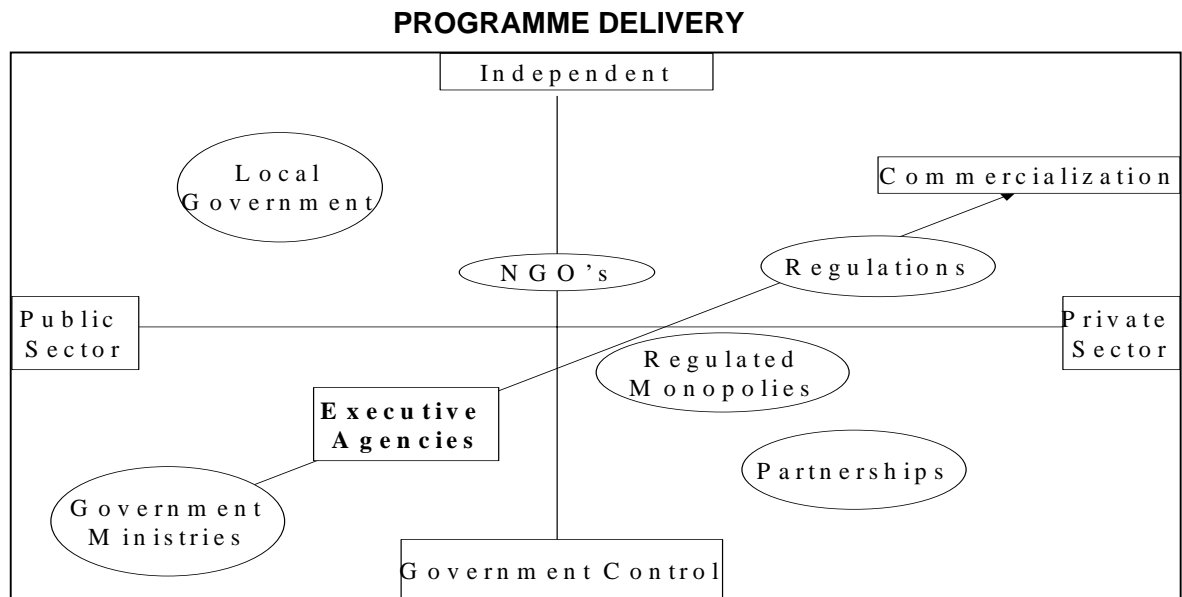 PROGRAMME DELIVERY
Independent
Local
Government
Commercialization
NGO's
Regulations
Public
Sector
Private
Sector
Regulated
Monopolies
Executive
Agencies
Partnerships
Government
Ministries
Government Control